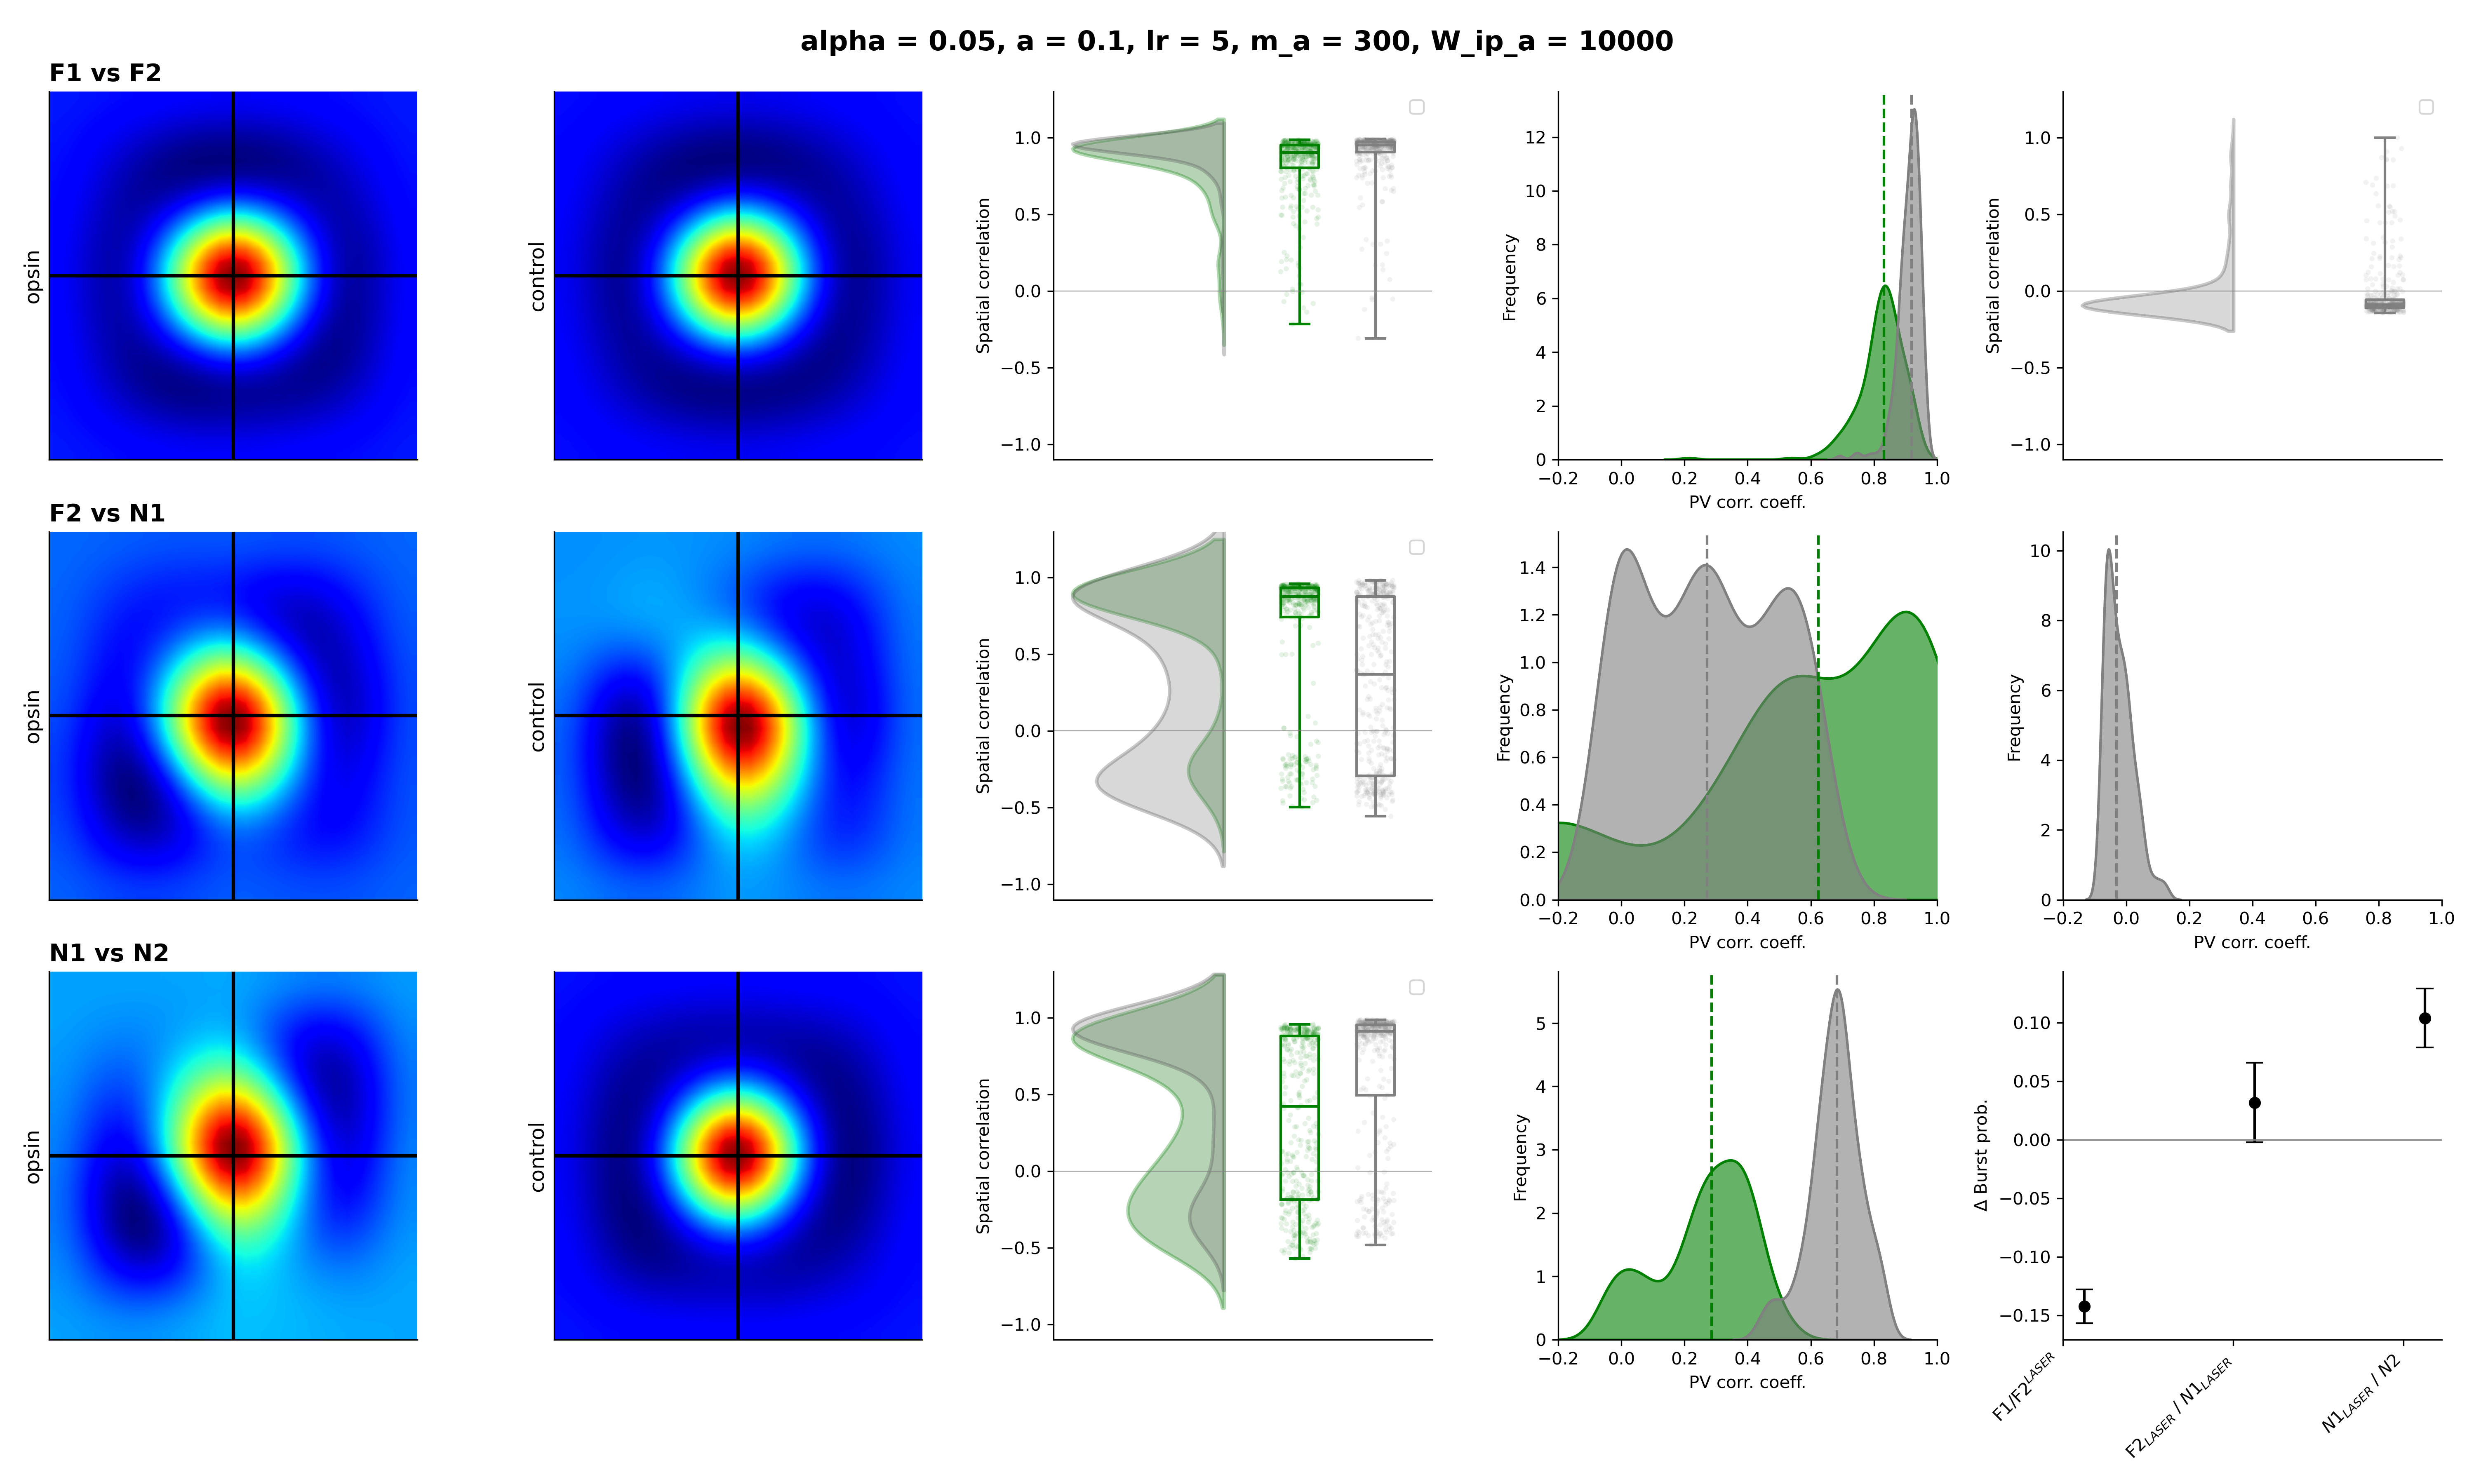 alpha = 0.05, a = 0.1, lr = 5, m_a = 300, W_ip_a = 10000
F1 vs F2
opsin
control
Spatial correlation
1.0
0.5
0.0
−0.5
−1.0
Frequency
12
10
8
6
4
2
0
−0.2 0.0 0.2 0.4 0.6 0.8 1.0
PV corr. coeff.
Spatial correlation
1.0
0.5
0.0
−0.5
−1.0
F2 vs N1
opsin
control
Spatial correlation
1.0
0.5
0.0
−0.5
−1.0
Frequency
1.4
1.2
1.0
0.8
0.6
0.4
0.2
0.0
−0.2 0.0 0.2 0.4 0.6 0.8 1.0
PV corr. coeff.
Frequency
10
8
6
4
2
0
−0.2 0.0 0.2 0.4 0.6 0.8 1.0
PV corr. coeff.
N1 vs N2
opsin
control
Spatial correlation
1.0
0.5
0.0
−0.5
−1.0
Frequency
5
4
3
2
1
0
−0.2 0.0 0.2 0.4 0.6 0.8 1.0
PV corr. coeff.
Δ Burst prob.
0.10
0.05
0.00
−0.05
−0.10
−0.15
F1/F2^LASER
F2_LASER / N1_LASER
N1_LASER / N2